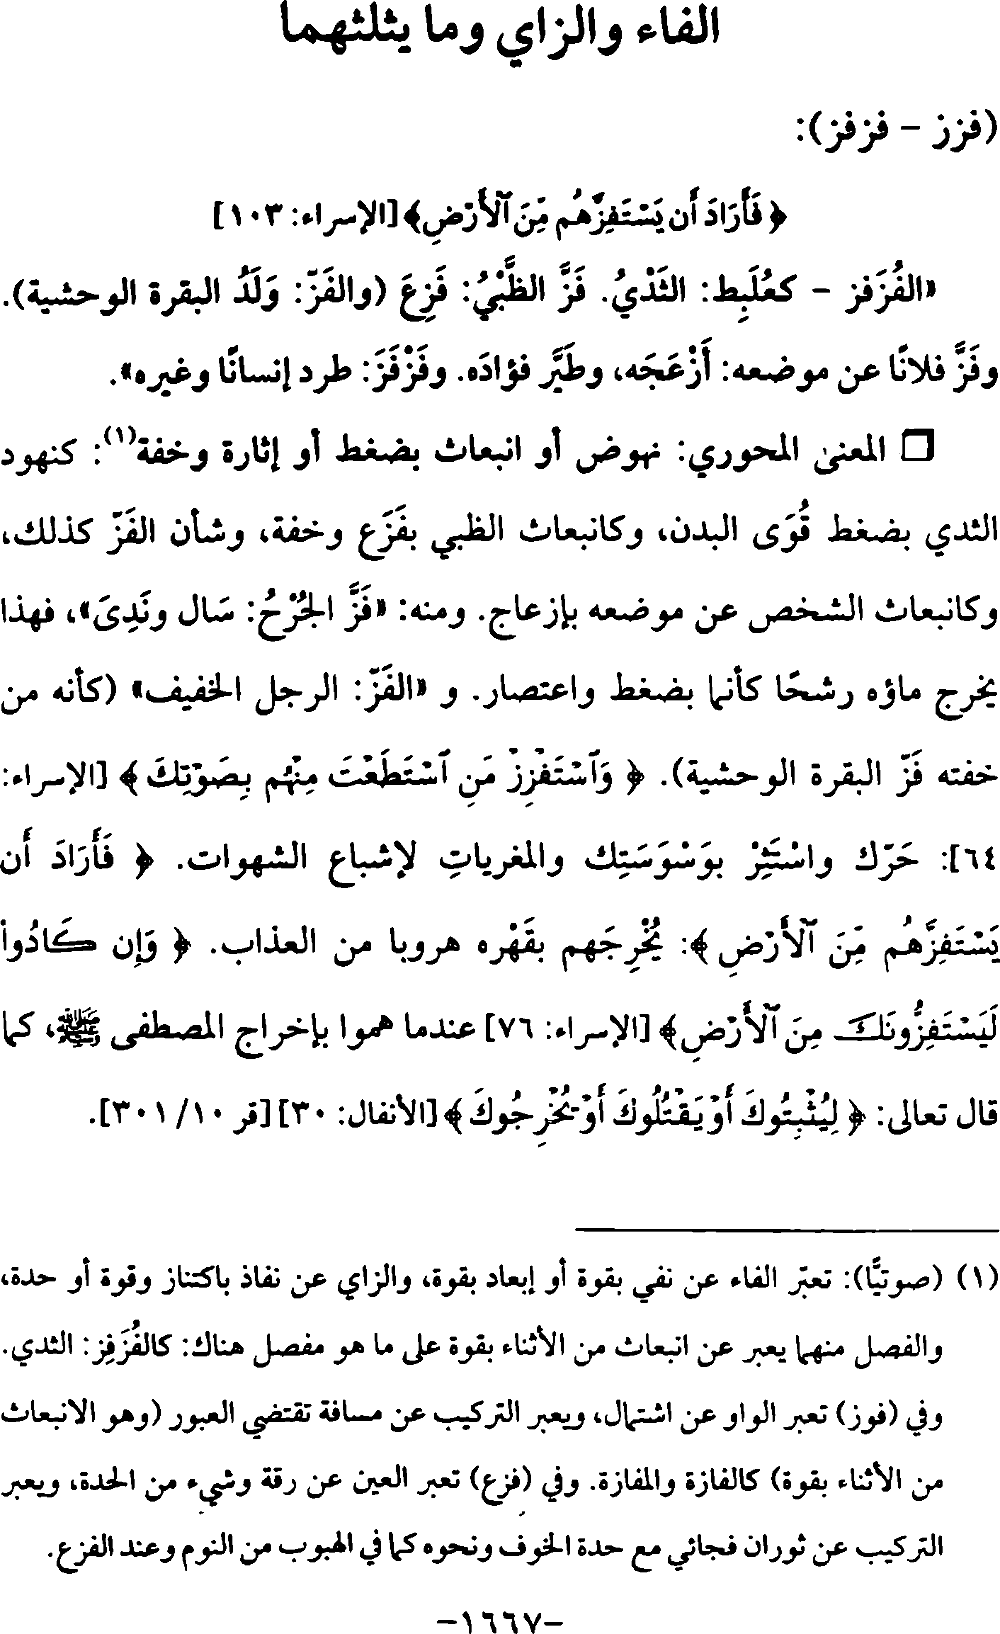 الفاء والزاي وما يثلثهما
(فزز - فزفز):
﴿ فَأَرَادَ أَن يَسْتَفِزَّهُم مِّنَ ٱلْأَرْضِ ﴾ [الإسراء: ١٠٣]
«الفُزَفز - كعُلَبِط: الثَدْيُ. فَزَّ الظَّبْيُ: فَزِعَ (والفَزّ: وَلَدُ البقرة الوحشية).
وفَزَّ فلانًا عن موضعه: أَزْعَجَه، وطَيَّر فؤادَه. وفَزْفَزَ: طرد إنسانًا وغيره».
□ المعنى المحوري: نهوض أو انبعاث بضغط أو إثارة وخفة(١): كنهود
الثدي بضغط قُوَى البدن، وكانبعاث الظبي بفَزَع وخفة، وشأن الفَزّ كذلك،
وكانبعاث الشخص عن موضعه بإزعاج. ومنه: «فَزَّ الجُرْحُ: سَال ونَدِىَ»، فهذا
يخرج ماؤه رشحًا كأنما بضغط واعتصار. و «الفَزّ: الرجل الخفيف» (كأنه من
خفته فَزّ البقرة الوحشية). ﴿ وَٱسْتَفْزِزْ مَنِ ٱسْتَطَعْتَ مِنْهُم بِصَوْتِكَ ﴾ [الإسراء:
٦٤]: حَرّك واسْتَثِرْ بوَسْوَسَتِك والمغرياتِ لإشباع الشهوات. ﴿ فَأَرَادَ أَن
يَسْتَفِزَّهُم مِّنَ ٱلْأَرْضِ ﴾: يُخْرِجَهم بقَهْره هروبا من العذاب. ﴿ وَإِن كَادُواْ
لَيَسْتَفِزُّونَكَ مِنَ ٱلْأَرْضِ ﴾ [الإسراء: ٧٦] عندما هموا بإخراج المصطفى ﷺ، كما
قال تعالى: ﴿ لِيُثْبِتُوكَ أَوْ يَقْتُلُوكَ أَوْ يُخْرِجُوكَ ﴾ [الأنفال: ٣٠] [قر ١٠/ ٣٠١].
(١) (صوتيًّا): تعبّر الفاء عن نفي بقوة أو إبعاد بقوة، والزاي عن نفاذ باكتناز وقوة أو حدة،
والفصل منهما يعبر عن انبعاث من الأثناء بقوة على ما هو مفصل هناك: كالفُزَفِز: الثدي.
وفي (فوز) تعبر الواو عن اشتمال، ويعبر التركيب عن مسافة تقتضي العبور (وهو الانبعاث
من الأثناء بقوة) كالفازة والمفازة. وفي (فزع) تعبر العين عن رقة وشيء من الحدة، ويعبر
التركيب عن ثوران فجائي مع حدة الخوف ونحوه كما في الهبوب من النوم وعند الفزع.
-١٦٦٧-